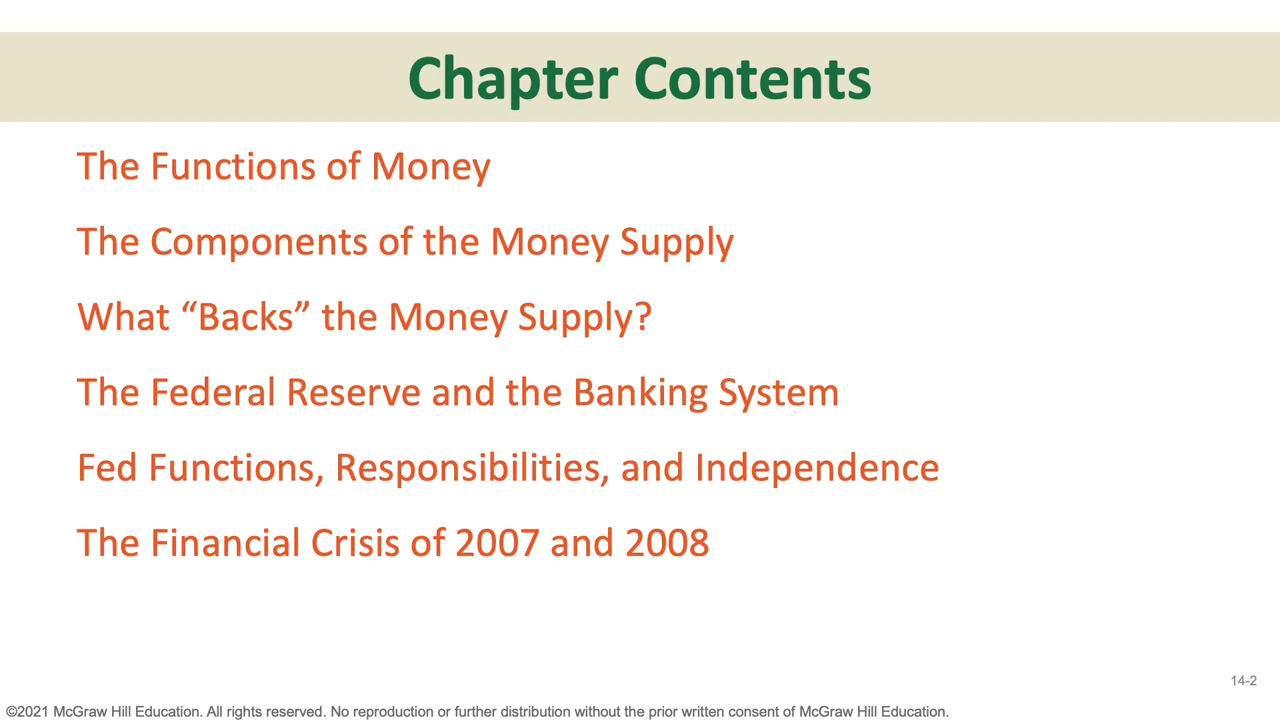 Chapter Contents
The Functions of Money
The Components of the Money Supply
What “Backs” the Money Supply?
The Federal Reserve and the Banking System
Fed Functions, Responsibilities, and Independence
The Financial Crisis of 2007 and 2008
14-2
©2021 McGraw Hill Education. All rights reserved. No reproduction or further distribution without the prior written consent of McGraw Hill Education.